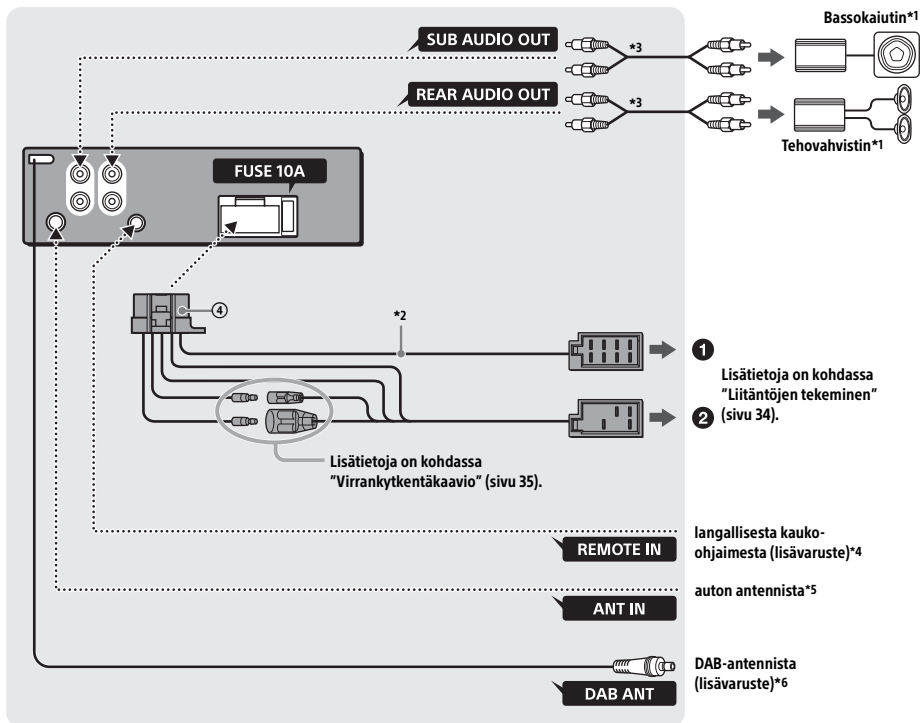 Bassokaiutin*1
SUB AUDIO OUT
*3
REAR AUDIO OUT
*3
Tehovahvistin*1
FUSE 10A
④
*2
❶
Lisätietoja on kohdassa
"Liitäntöjen tekeminen"
(sivu 34).
❷
Lisätietoja on kohdassa
"Virrankytkentäkaavio" (sivu 35).
langallisesta kauko-
ohjaimesta (lisävaruste)*4
REMOTE IN
auton antennista*5
ANT IN
DAB-antennista
(lisävaruste)*6
DAB ANT